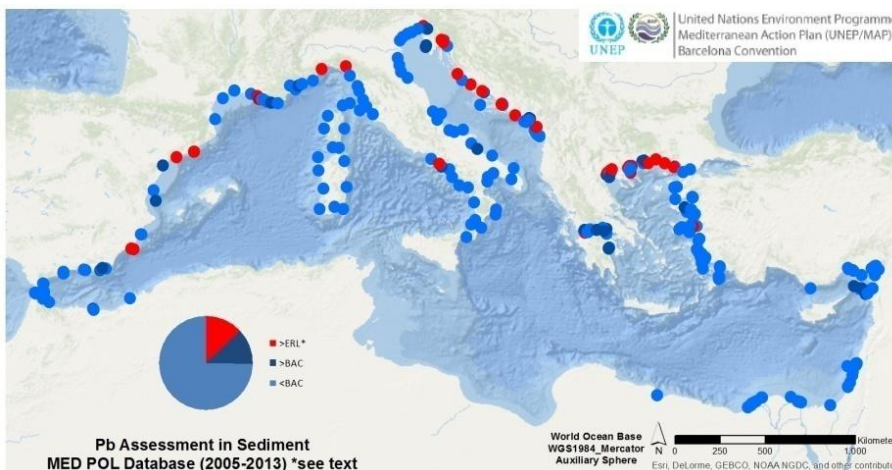 United Nations Environment Programme
Mediterranean Action Plan (UNEP/MAP)
Barcelona Convention
UNEP
>ERL*
>BAC
<BAC
Pb Assessment in Sediment
MED POL Database (2005-2013) *see text
World Ocean Base
WGS1984_Mercator
Auxiliary Sphere
N
Kilomete
0 250 500 1,000
Esri, DeLorme, GEBCO, NOAA NGDC, and other contribut